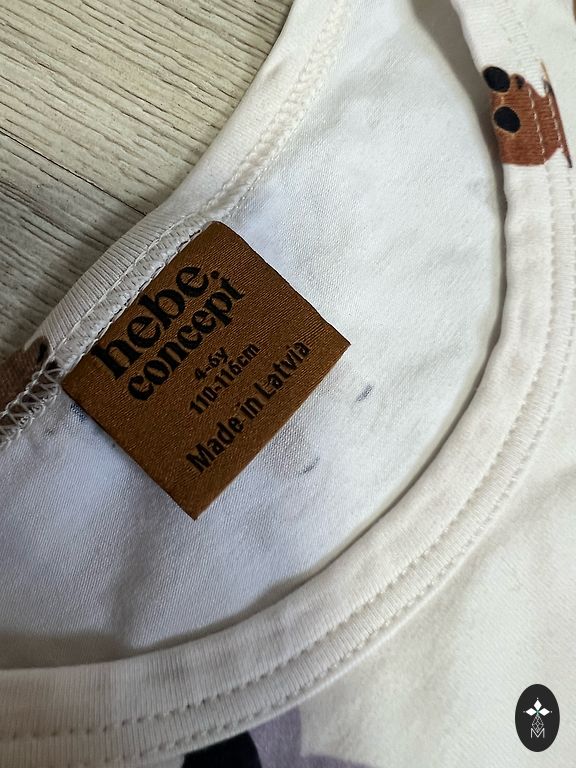 hebe.
concept
4-6y
110-116cm
Made in Latvia
M